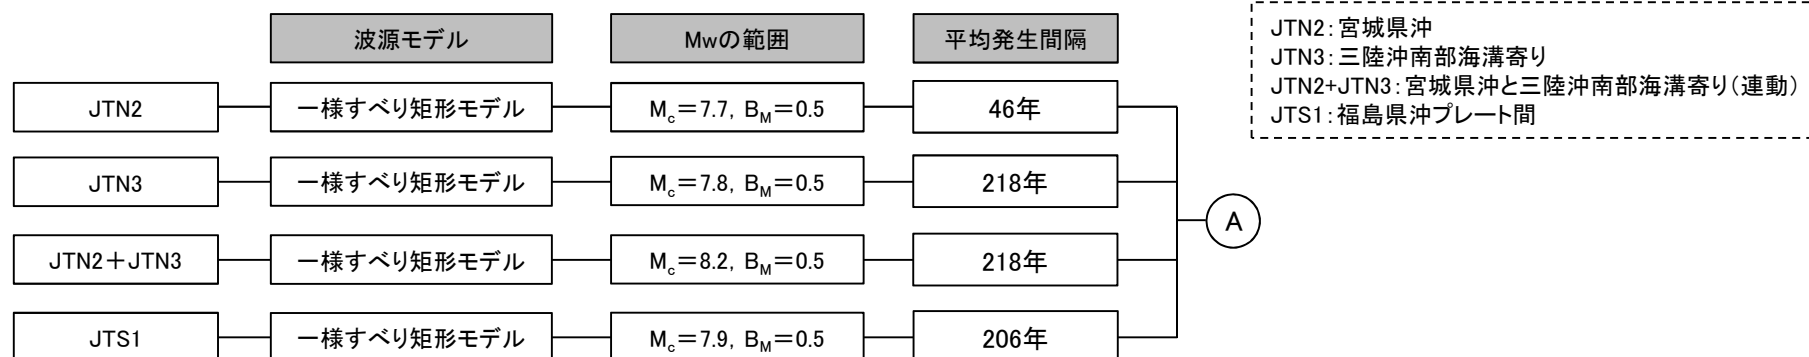 波源モデル Mwの範囲 平均発生間隔
JTN2 一様すべり矩形モデル Mc=7.7, BM=0.5 46年
JTN3 一様すべり矩形モデル Mc=7.8, BM=0.5 218年
JTN2+JTN3 一様すべり矩形モデル Mc=8.2, BM=0.5 218年
JTS1 一様すべり矩形モデル Mc=7.9, BM=0.5 206年
A
JTN2:宮城県沖
JTN3:三陸沖南部海溝寄り
JTN2+JTN3:宮城県沖と三陸沖南部海溝寄り(連動)
JTS1:福島県沖プレート間